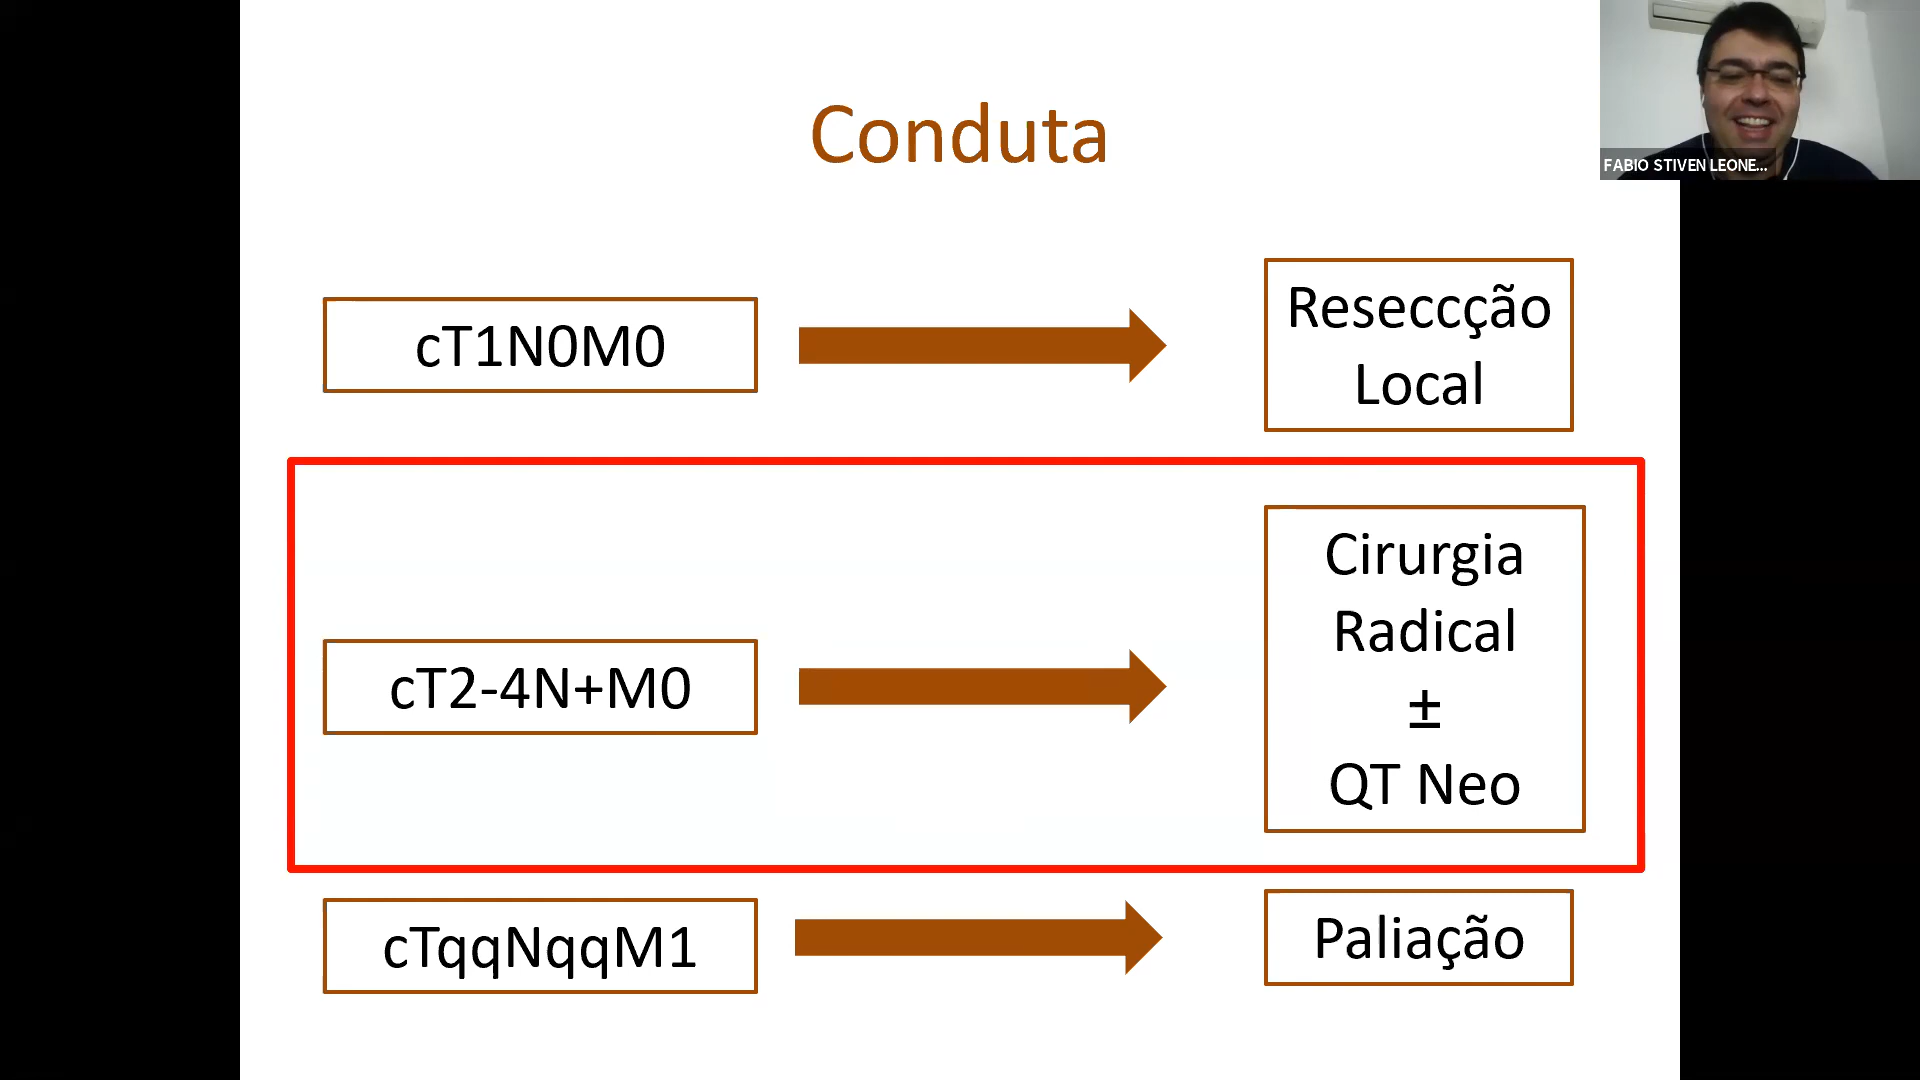 Conduta
FABIO STIVEN LEONE...
cT1N0M0
Reseccção
Local
cT2-4N+M0
Cirurgia
Radical
±
QT Neo
cTqqNqqM1
Paliação